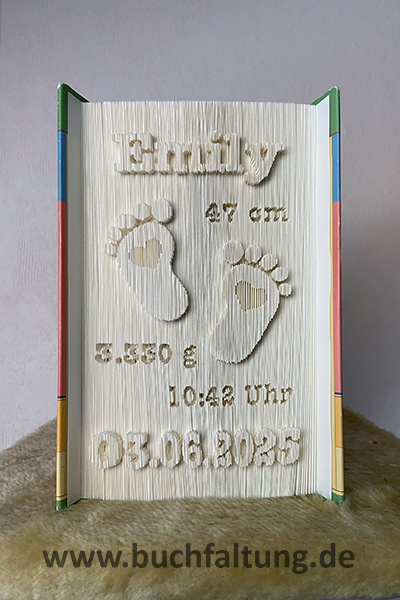 Emily
47 cm
3.330 g
10:42 Uhr
03.06.2025
www.buchfaltung.de